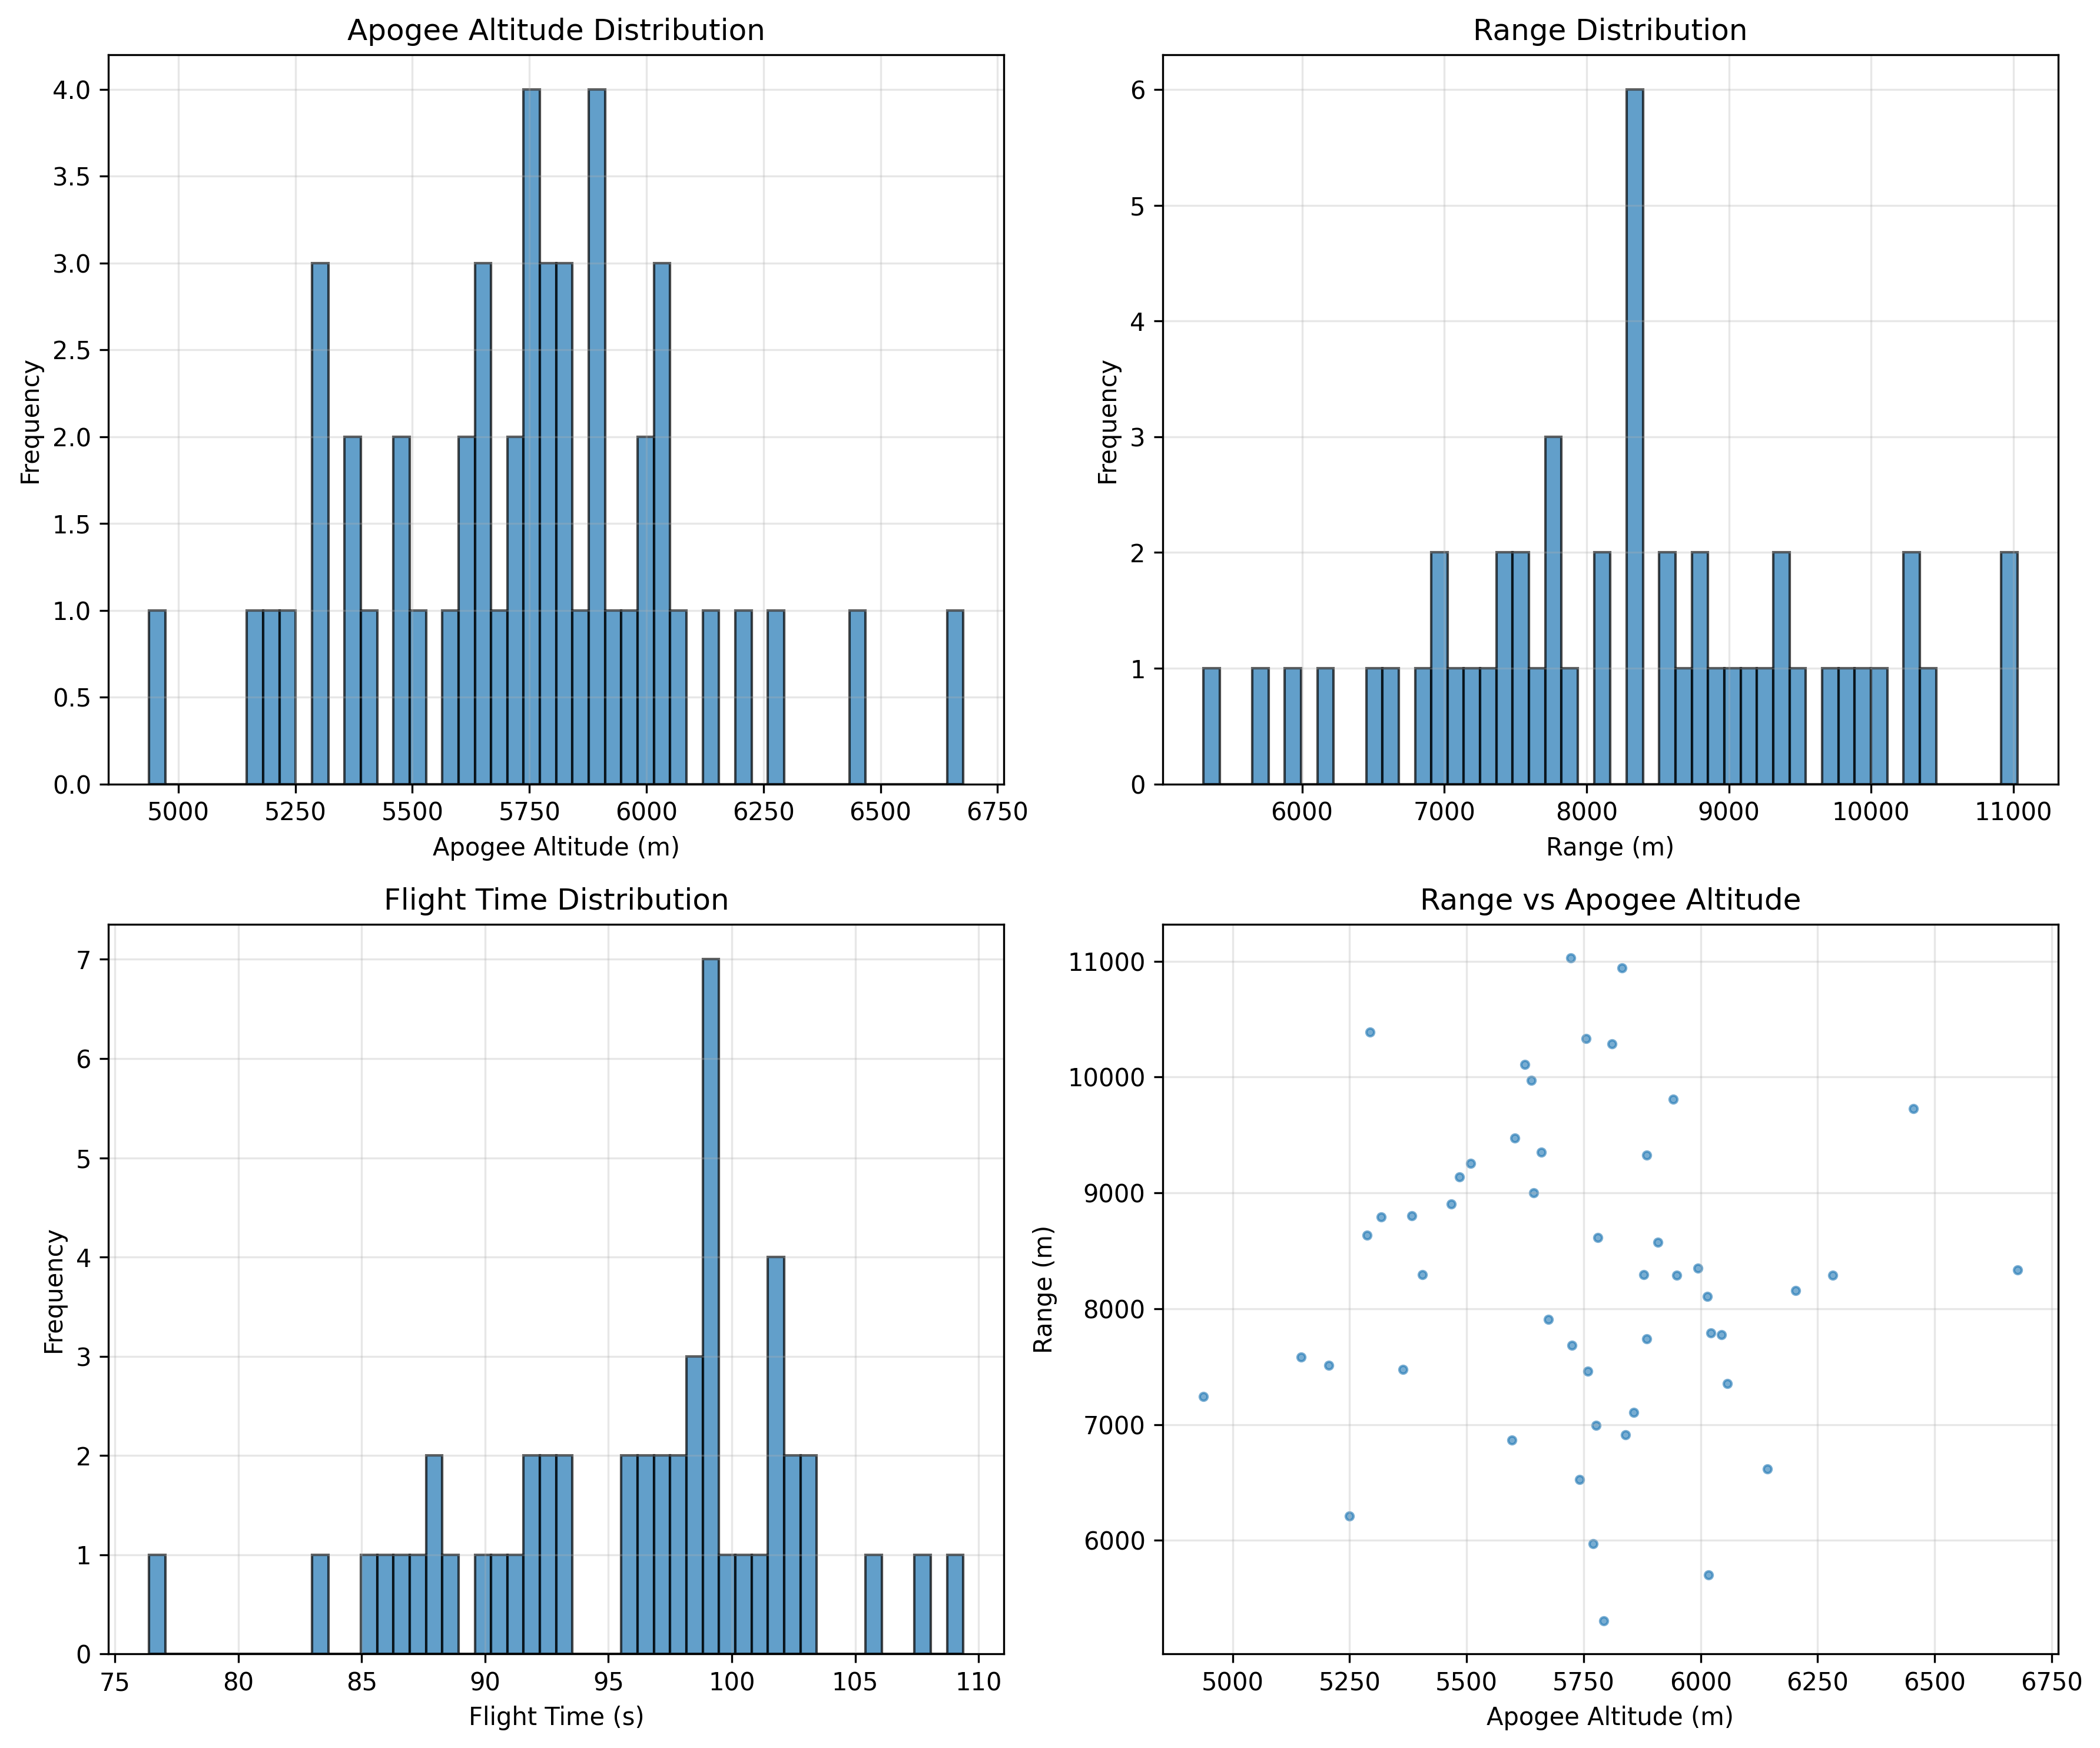 Apogee Altitude Distribution
4.0
3.5
3.0
2.5
2.0
1.5
1.0
0.5
0.0
Frequency
5000 5250 5500 5750 6000 6250 6500 6750
Apogee Altitude (m)
Range Distribution
6
5
4
3
2
1
0
Frequency
6000 7000 8000 9000 10000 11000
Range (m)
Flight Time Distribution
7
6
5
4
3
2
1
0
Frequency
75 80 85 90 95 100 105 110
Flight Time (s)
Range vs Apogee Altitude
11000
10000
9000
8000
7000
6000
Range (m)
5000 5250 5500 5750 6000 6250 6500 6750
Apogee Altitude (m)